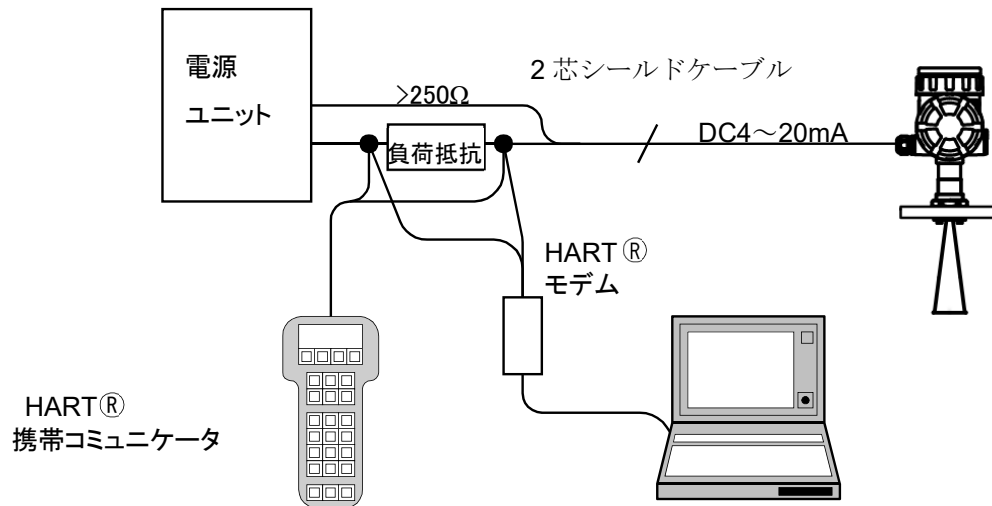 電源
ユニット
2 芯シールドケーブル
>250Ω
負荷抵抗
DC4～20mA
HART Ⓡ
モデム
HARTⓇ
携帯コミュニケータ